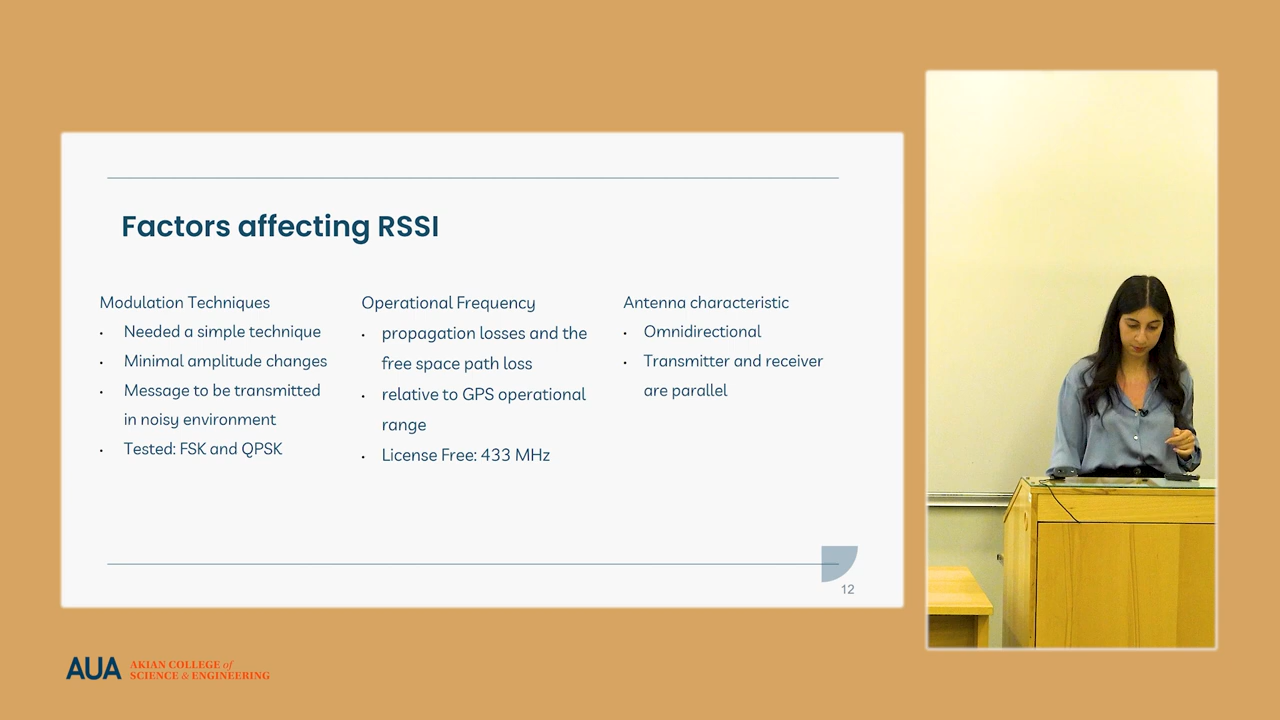 Factors affecting RSSI
Modulation Techniques
• Needed a simple technique
• Minimal amplitude changes
• Message to be transmitted
in noisy environment
• Tested: FSK and QPSK
Operational Frequency
• propagation losses and the
free space path loss
• relative to GPS operational
range
• License Free: 433 MHz
Antenna characteristic
• Omnidirectional
• Transmitter and receiver
are parallel
12
AUA
AKIAN COLLEGE of
SCIENCE & ENGINEERING